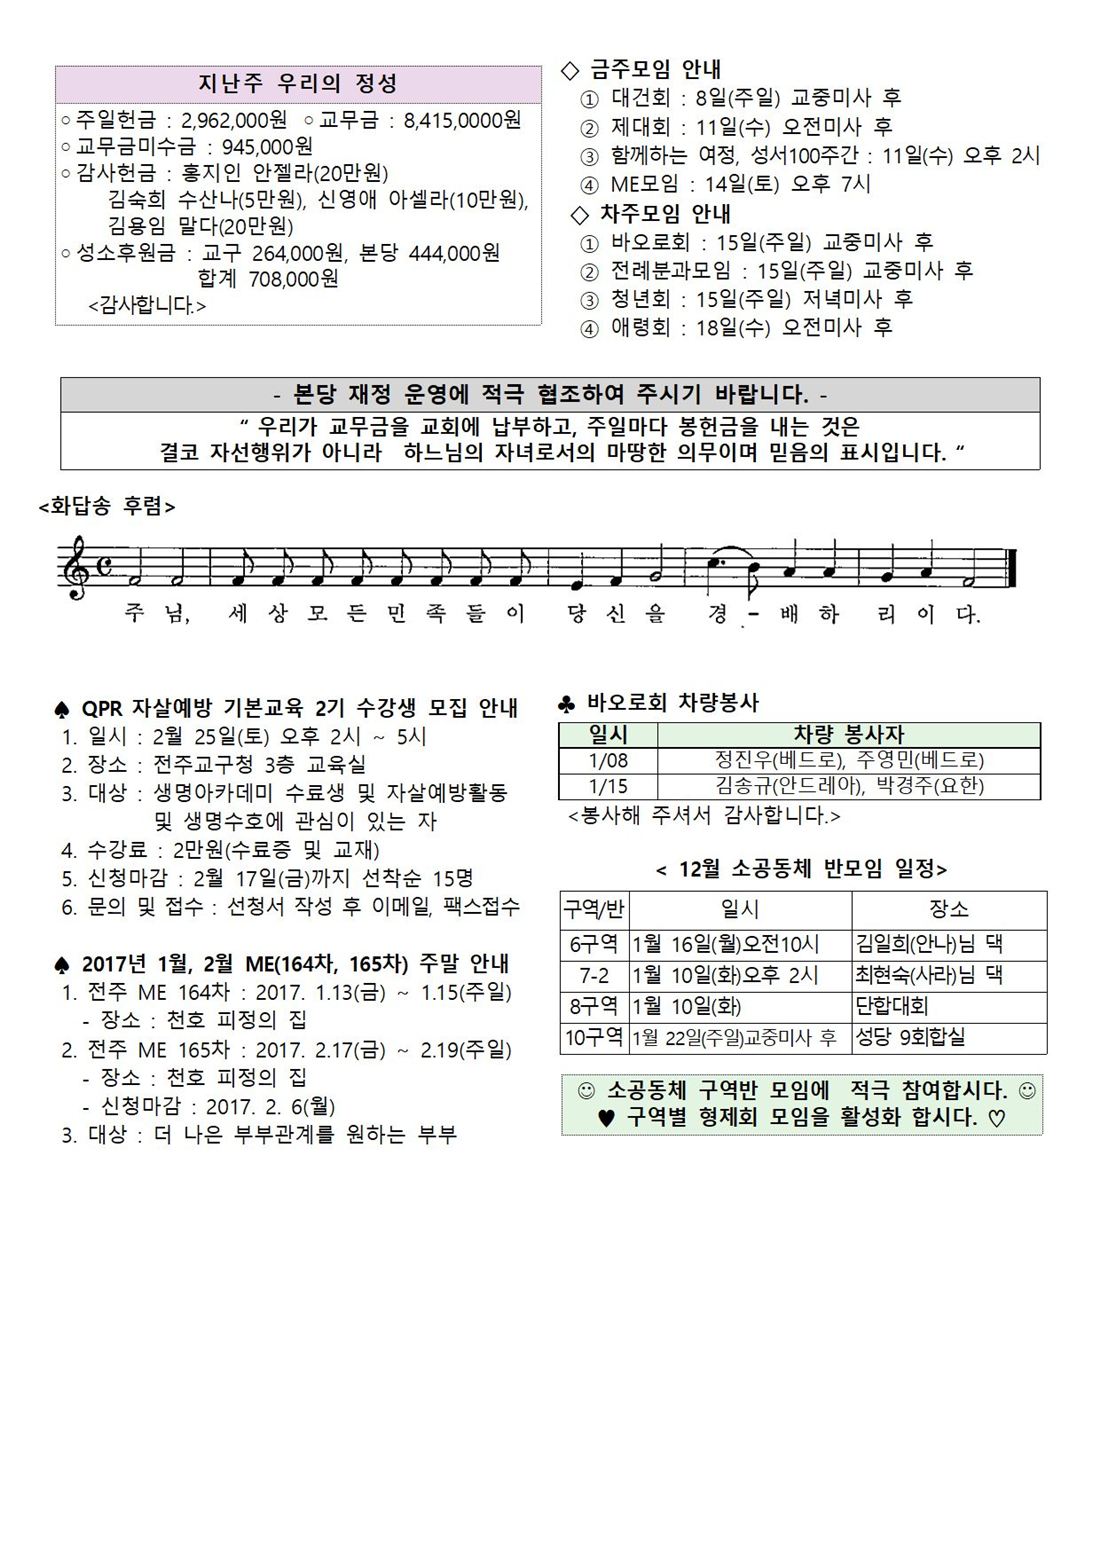 지난주 우리의 정성
○ 주일헌금 : 2,962,000원 ○ 교무금 : 8,415,0000원
○ 교무금미수금 : 945,000원
○ 감사헌금 : 홍지인 안젤라(20만원)
김숙희 수산나(5만원), 신영애 아셀라(10만원),
김용임 말다(20만원)
○ 성소후원금 : 교구 264,000원, 본당 444,000원
합계 708,000원
<감사합니다.>
◇ 금주모임 안내
① 대건회 : 8일(주일) 교중미사 후
② 제대회 : 11일(수) 오전미사 후
③ 함께하는 여정, 성서100주간 : 11일(수) 오후 2시
④ ME모임 : 14일(토) 오후 7시
◇ 차주모임 안내
① 바오로회 : 15일(주일) 교중미사 후
② 전례분과모임 : 15일(주일) 교중미사 후
③ 청년회 : 15일(주일) 저녁미사 후
④ 애령회 : 18일(수) 오전미사 후
- 본당 재정 운영에 적극 협조하여 주시기 바랍니다. -
“ 우리가 교무금을 교회에 납부하고, 주일마다 봉헌금을 내는 것은
결코 자선행위가 아니라 하느님의 자녀로서의 마땅한 의무이며 믿음의 표시입니다. “
<화답송 후렴>
주 님, 세 상 모 든 민 족 들 이 당 신 을 경 - 배 하 리 이 다.
♠ QPR 자살예방 기본교육 2기 수강생 모집 안내
1. 일시 : 2월 25일(토) 오후 2시 ~ 5시
2. 장소 : 전주교구청 3층 교육실
3. 대상 : 생명아카데미 수료생 및 자살예방활동
및 생명수호에 관심이 있는 자
4. 수강료 : 2만원(수료증 및 교재)
5. 신청마감 : 2월 17일(금)까지 선착순 15명
6. 문의 및 접수 : 선청서 작성 후 이메일, 팩스접수
♠ 2017년 1월, 2월 ME(164차, 165차) 주말 안내
1. 전주 ME 164차 : 2017. 1.13(금) ~ 1.15(주일)
- 장소 : 천호 피정의 집
2. 전주 ME 165차 : 2017. 2.17(금) ~ 2.19(주일)
- 장소 : 천호 피정의 집
- 신청마감 : 2017. 2. 6(월)
3. 대상 : 더 나은 부부관계를 원하는 부부
♣ 바오로회 차량봉사
일시 차량 봉사자
1/08 정진우(베드로), 주영민(베드로)
1/15 김송규(안드레아), 박경주(요한)
<봉사해 주셔서 감사합니다.>
< 12월 소공동체 반모임 일정>
구역/반 일시 장소
6구역 1월 16일(월)오전10시 김일희(안나)님 댁
7-2 1월 10일(화)오후 2시 최현숙(사라)님 댁
8구역 1월 10일(화) 단합대회
10구역 1월 22일(주일)교중미사 후 성당 9회합실
☺ 소공동체 구역반 모임에 적극 참여합시다. ☺
♥ 구역별 형제회 모임을 활성화 합시다. ♡